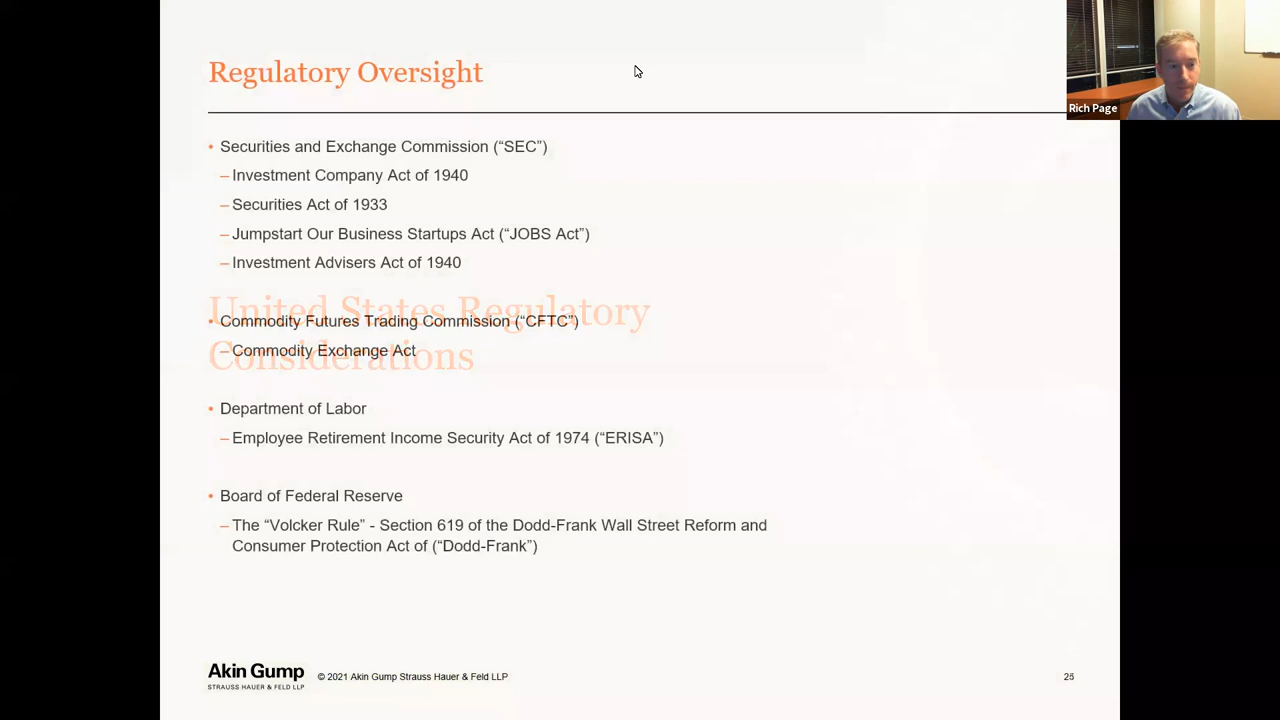 Regulatory Oversight
Rich Page
• Securities and Exchange Commission (“SEC”)
– Investment Company Act of 1940
– Securities Act of 1933
– Jumpstart Our Business Startups Act (“JOBS Act”)
– Investment Advisers Act of 1940
United States Regulatory
• Commodity Futures Trading Commission (“CFTC”)
– Commodity Exchange Act
Considerations
• Department of Labor
– Employee Retirement Income Security Act of 1974 (“ERISA”)
• Board of Federal Reserve
– The “Volcker Rule” - Section 619 of the Dodd-Frank Wall Street Reform and
Consumer Protection Act of (“Dodd-Frank”)
Akin Gump
STRAUSS HAUER & FELD LLP
© 2021 Akin Gump Strauss Hauer & Feld LLP